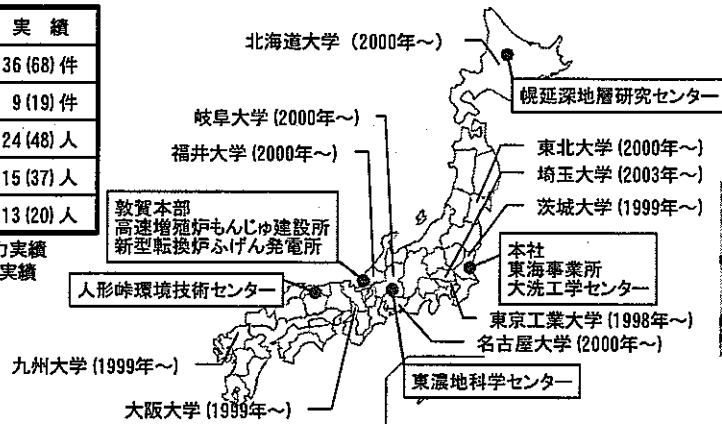 実 績
36 (68) 件
9 (19) 件
24 (48) 人
15 (37) 人
13 (20) 人
力実績
実績
北海道大学 (2000年～)
幌延深地層研究センター
岐阜大学 (2000年～)
福井大学 (2000年～)
東北大学 (2000年～)
埼玉大学 (2003年～)
茨城大学 (1999年～)
敦賀本部
高速増殖炉もんじゅ建設所
新型転換炉ふげん発電所
本社
東海事業所
大洗工学センター
人形峠環境技術センター
東京工業大学 (1998年～)
名古屋大学 (2000年～)
九州大学 (1999年～)
東濃地科学センター
大阪大学 (1999年～)